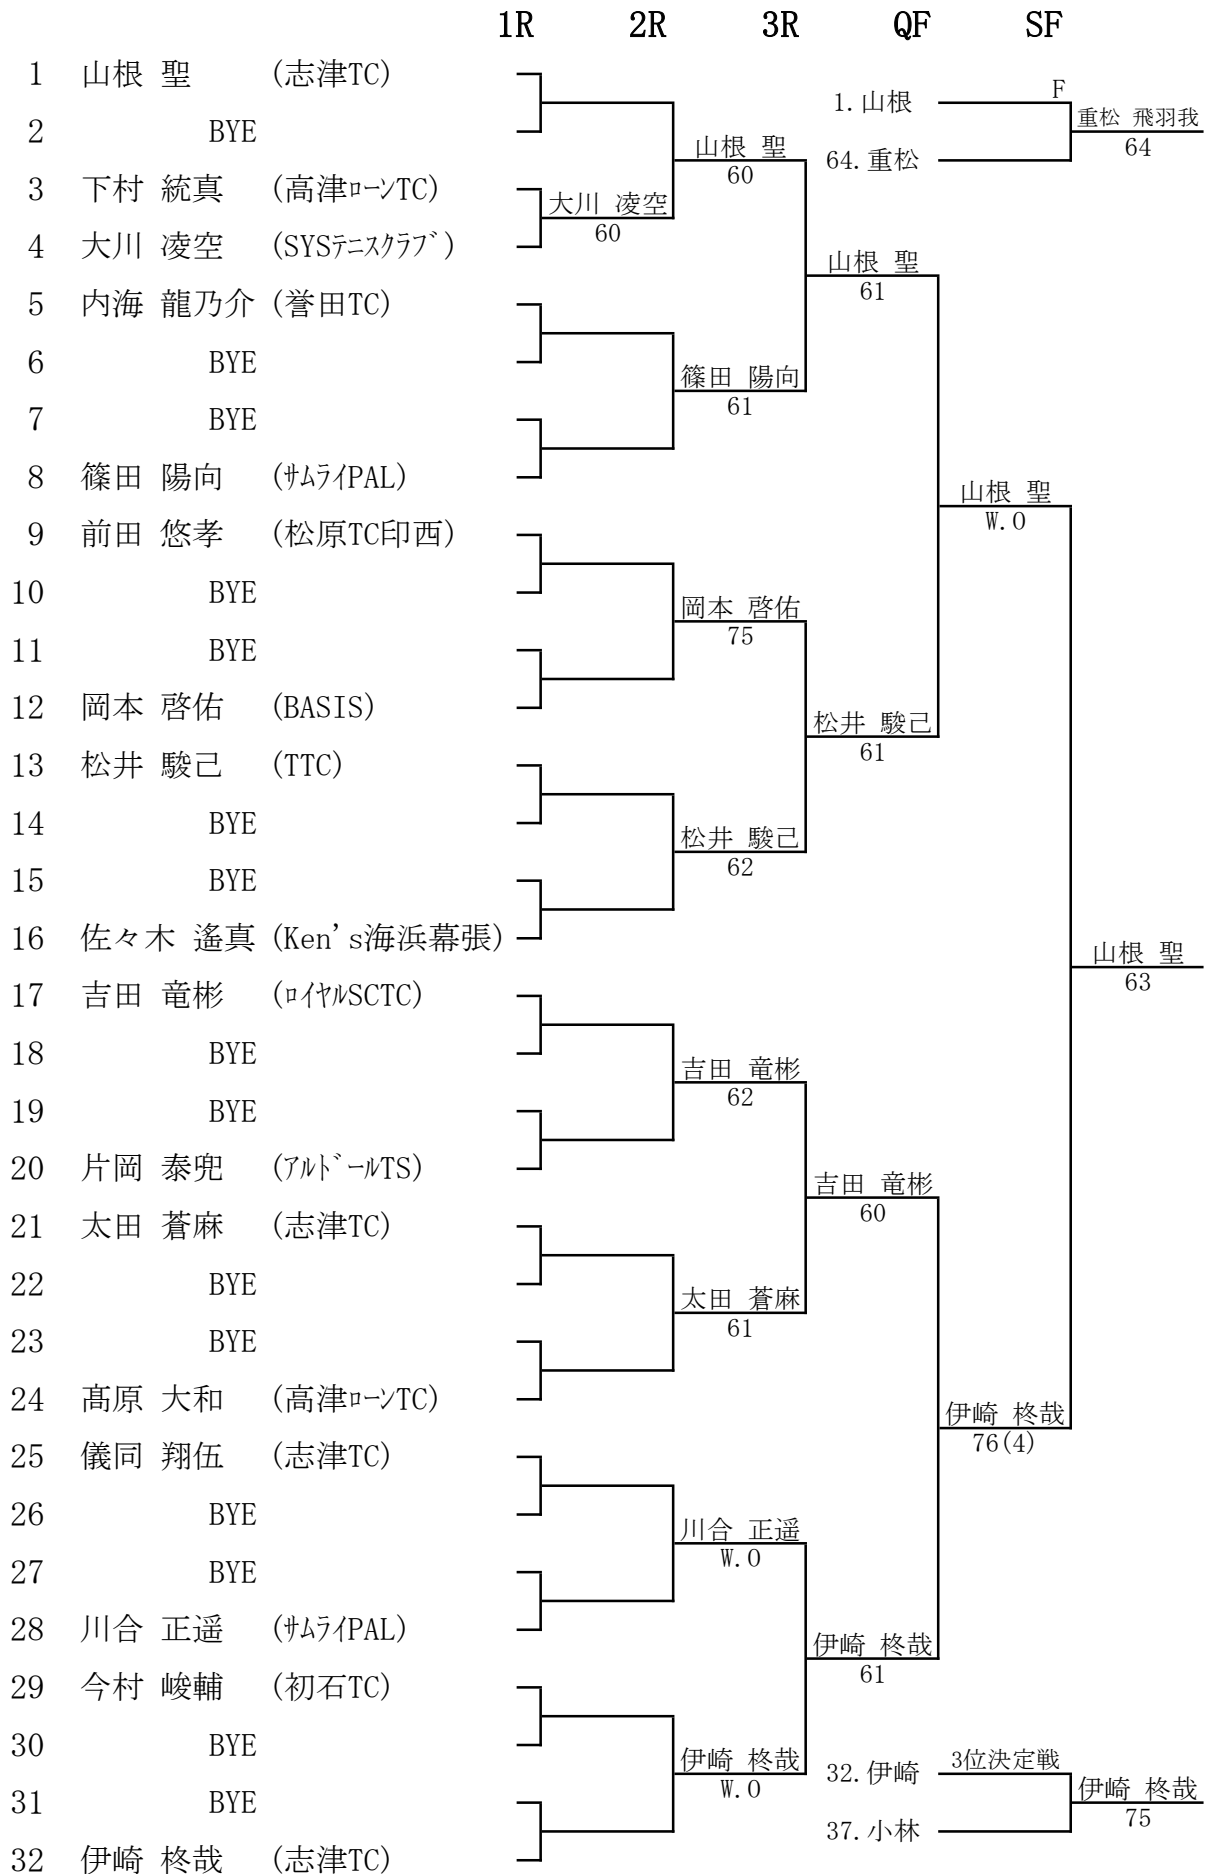 1R 2R 3R QF SF
1 山根 聖 (志津TC)
1.山根 F
重松 飛羽我
2 BYE
64
山根 聖
60
64.重松
3 下村 統真 (高津ﾛｰﾝTC)
大川 凌空
60
4 大川 凌空 (SYSﾃﾆｽｸﾗﾌﾞ)
山根 聖
61
5 内海 龍乃介 (誉田TC)
6 BYE
篠田 陽向
61
7 BYE
8 篠田 陽向 (ｻﾑﾗｲPAL)
山根 聖
W.O
9 前田 悠孝 (松原TC印西)
10 BYE
岡本 啓佑
75
11 BYE
12 岡本 啓佑 (BASIS)
松井 駿己
61
13 松井 駿己 (TTC)
14 BYE
松井 駿己
62
15 BYE
16 佐々木 遙真 (Ken's海浜幕張)
山根 聖
63
17 吉田 竜彬 (ﾛｲﾔﾙSCTC)
18 BYE
吉田 竜彬
62
19 BYE
20 片岡 泰兜 (ｱﾙﾄﾞｰﾙTS)
吉田 竜彬
60
21 太田 蒼麻 (志津TC)
22 BYE
太田 蒼麻
61
23 BYE
24 髙原 大和 (高津ﾛｰﾝTC)
伊崎 柊哉
76(4)
25 儀同 翔伍 (志津TC)
26 BYE
川合 正遥
W.O
27 BYE
28 川合 正遥 (ｻﾑﾗｲPAL)
伊崎 柊哉
61
29 今村 峻輔 (初石TC)
30 BYE
伊崎 柊哉
W.O
32.伊崎 3位決定戦
伊崎 柊哉
75
31 BYE
37.小林
32 伊崎 柊哉 (志津TC)